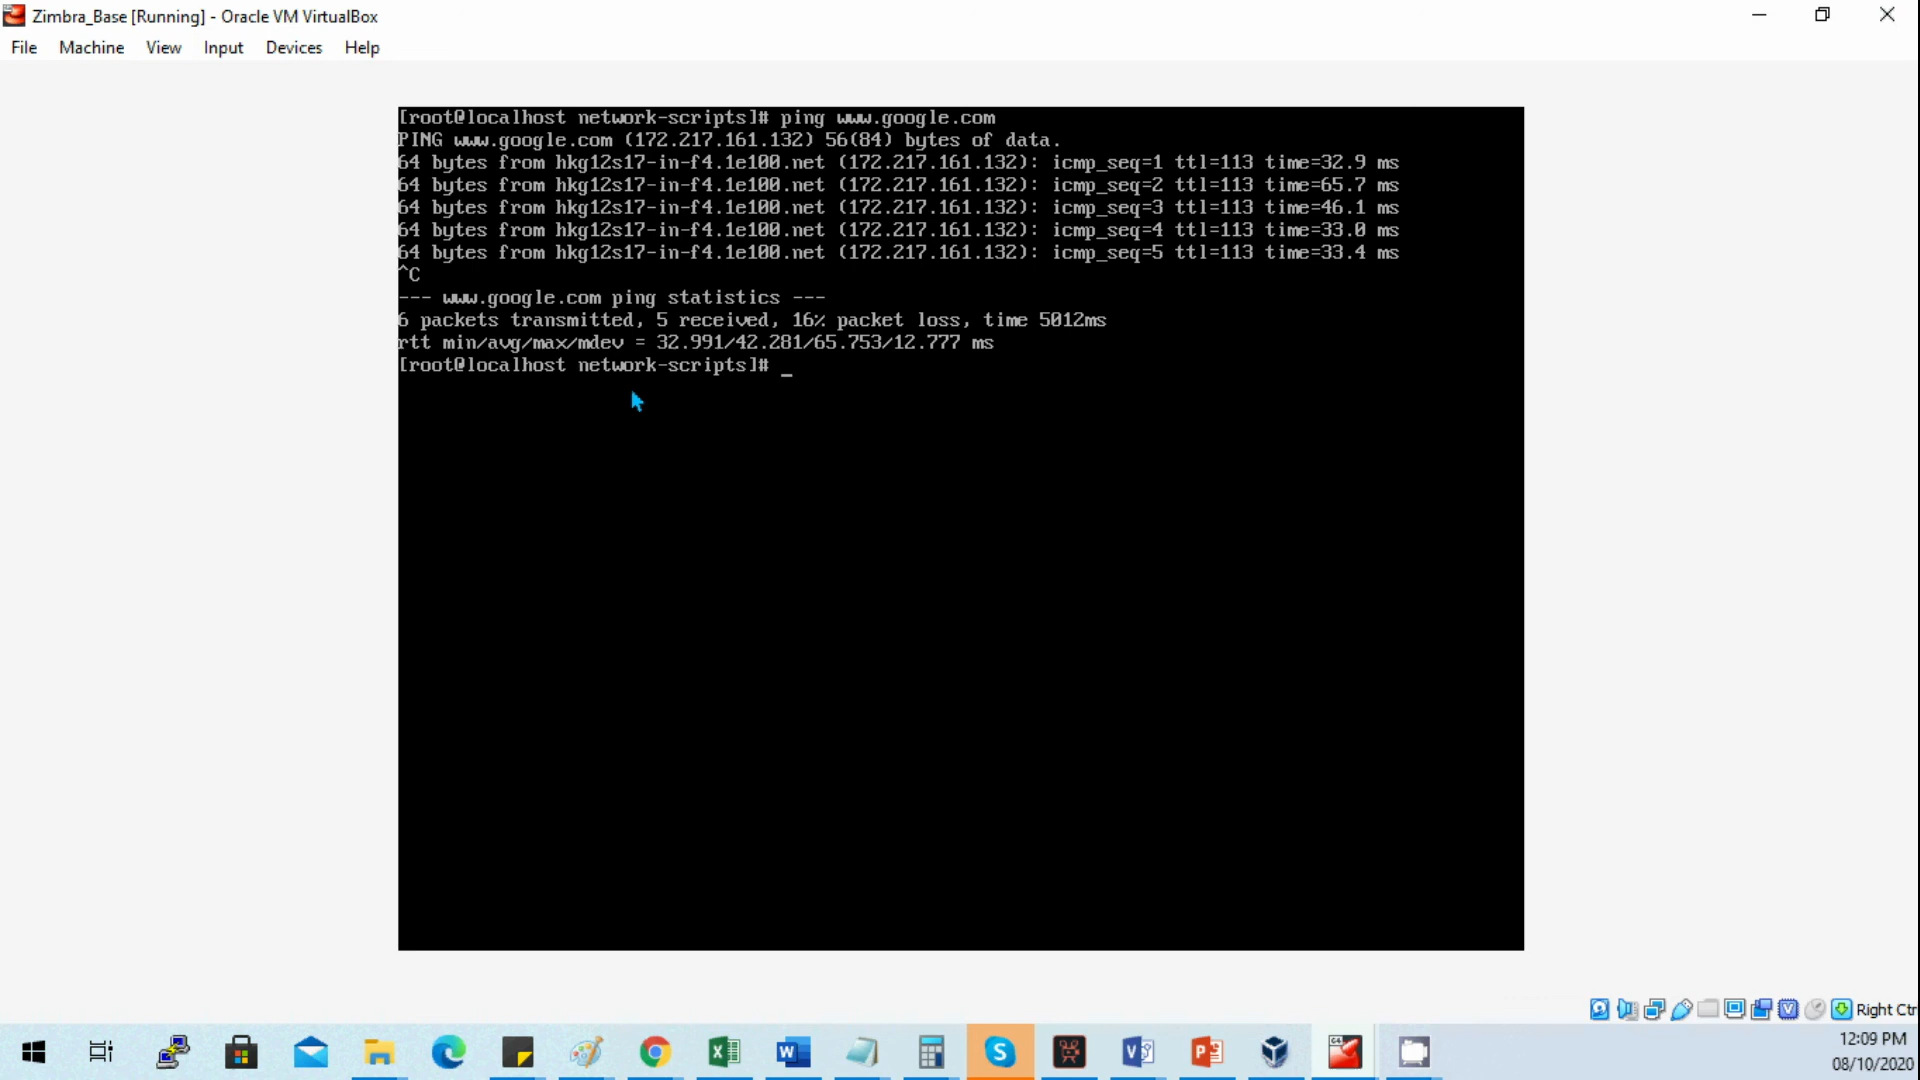 Zimbra_Base [Running] - Oracle VM VirtualBox
File Machine View Input Devices Help
[root@localhost network-scripts]# ping www.google.com
PING www.google.com (172.217.161.132) 56(84) bytes of data.
64 bytes from hkg12s17-in-f4.1e100.net (172.217.161.132): icmp_seq=1 ttl=113 time=32.9 ms
64 bytes from hkg12s17-in-f4.1e100.net (172.217.161.132): icmp_seq=2 ttl=113 time=65.7 ms
64 bytes from hkg12s17-in-f4.1e100.net (172.217.161.132): icmp_seq=3 ttl=113 time=46.1 ms
64 bytes from hkg12s17-in-f4.1e100.net (172.217.161.132): icmp_seq=4 ttl=113 time=33.0 ms
64 bytes from hkg12s17-in-f4.1e100.net (172.217.161.132): icmp_seq=5 ttl=113 time=33.4 ms
^C
--- www.google.com ping statistics ---
6 packets transmitted, 5 received, 16% packet loss, time 5012ms
rtt min/avg/max/mdev = 32.991/42.281/65.753/12.777 ms
[root@localhost network-scripts]# _
Right Ctr
12:09 PM
08/10/2020